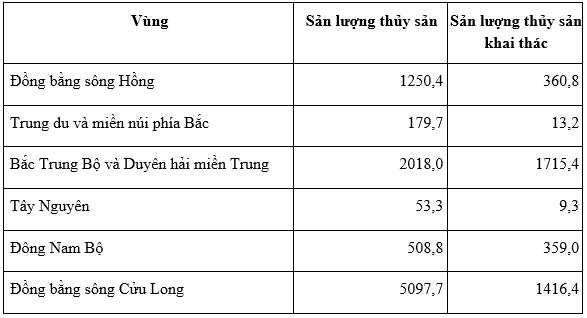 Vùng Sản lượng thủy sản Sản lượng thủy sản
khai thác
Đồng bằng sông Hồng 1250,4 360,8
Trung du và miền núi phía Bắc 179,7 13,2
Bắc Trung Bộ và Duyên hải miền Trung 2018,0 1715,4
Tây Nguyên 53,3 9,3
Đông Nam Bộ 508,8 359,0
Đồng bằng sông Cửu Long 5097,7 1416,4